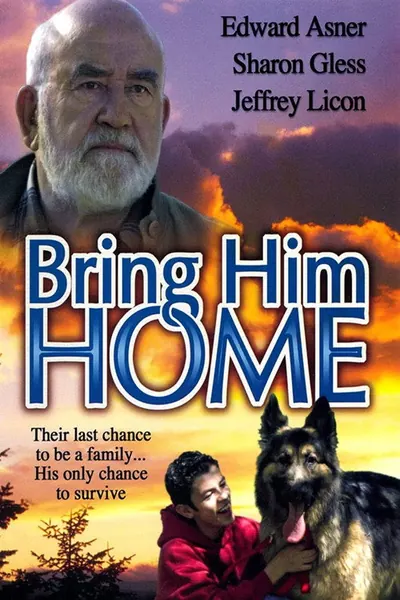 Edward Asner
Sharon Gless
Jeffrey Licon
Bring Him
HOME
Their last chance
to be a family...
His only chance
to survive